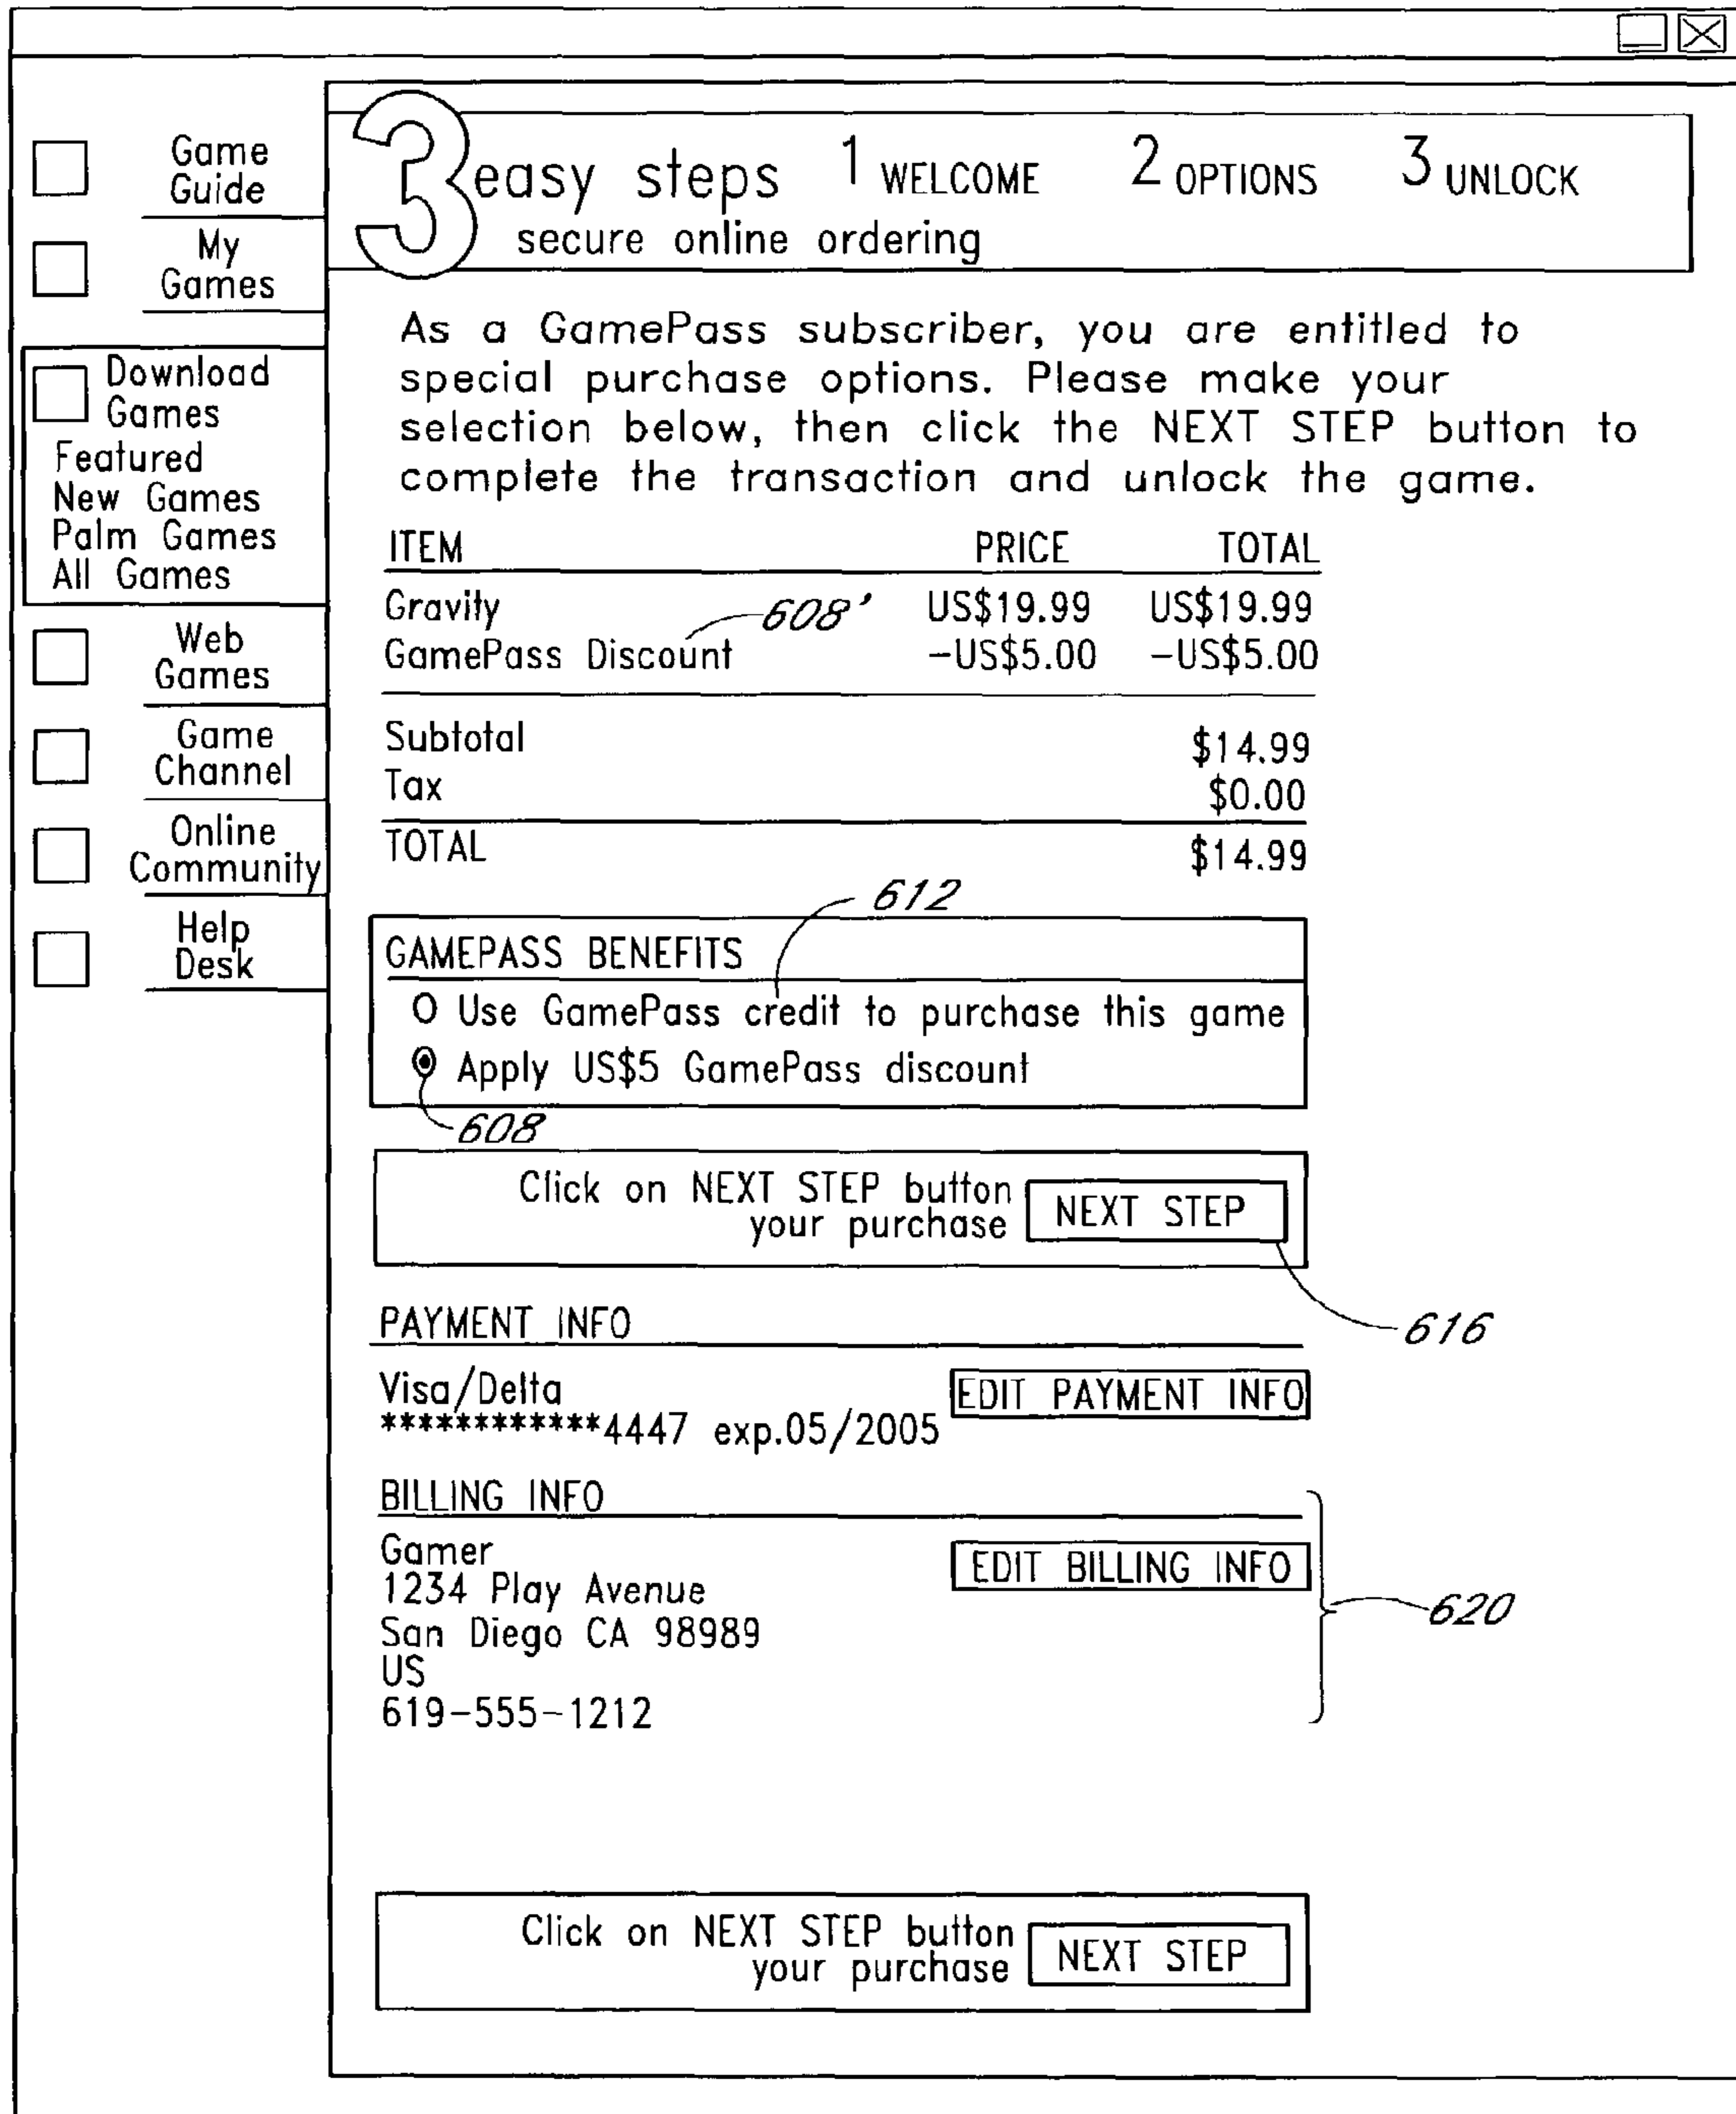 Game
Guide
My
Games
Download
Games
Featured
New Games
Palm Games
All Games
Web
Games
Game
Channel
Online
Community
Help
Desk
3 easy steps 1 WELCOME 2 OPTIONS 3 UNLOCK
secure online ordering
As a GamePass subscriber, you are entitled to
special purchase options. Please make your
selection below, then click the NEXT STEP button to
complete the transaction and unlock the game.
ITEM PRICE TOTAL
Gravity 608' US$19.99 US$19.99
GamePass Discount -US$5.00 -US$5.00
Subtotal $14.99
Tax $0.00
TOTAL $14.99
612
GAMEPASS BENEFITS
Use GamePass credit to purchase this game
Apply US$5 GamePass discount
608
Click on NEXT STEP button
your purchase
NEXT STEP
616
PAYMENT INFO
Visa/Delta
EDIT PAYMENT INFO
************4447 exp.05/2005
BILLING INFO
Gamer
EDIT BILLING INFO
1234 Play Avenue
620
San Diego CA 98989
US
619-555-1212
Click on NEXT STEP button
your purchase
NEXT STEP